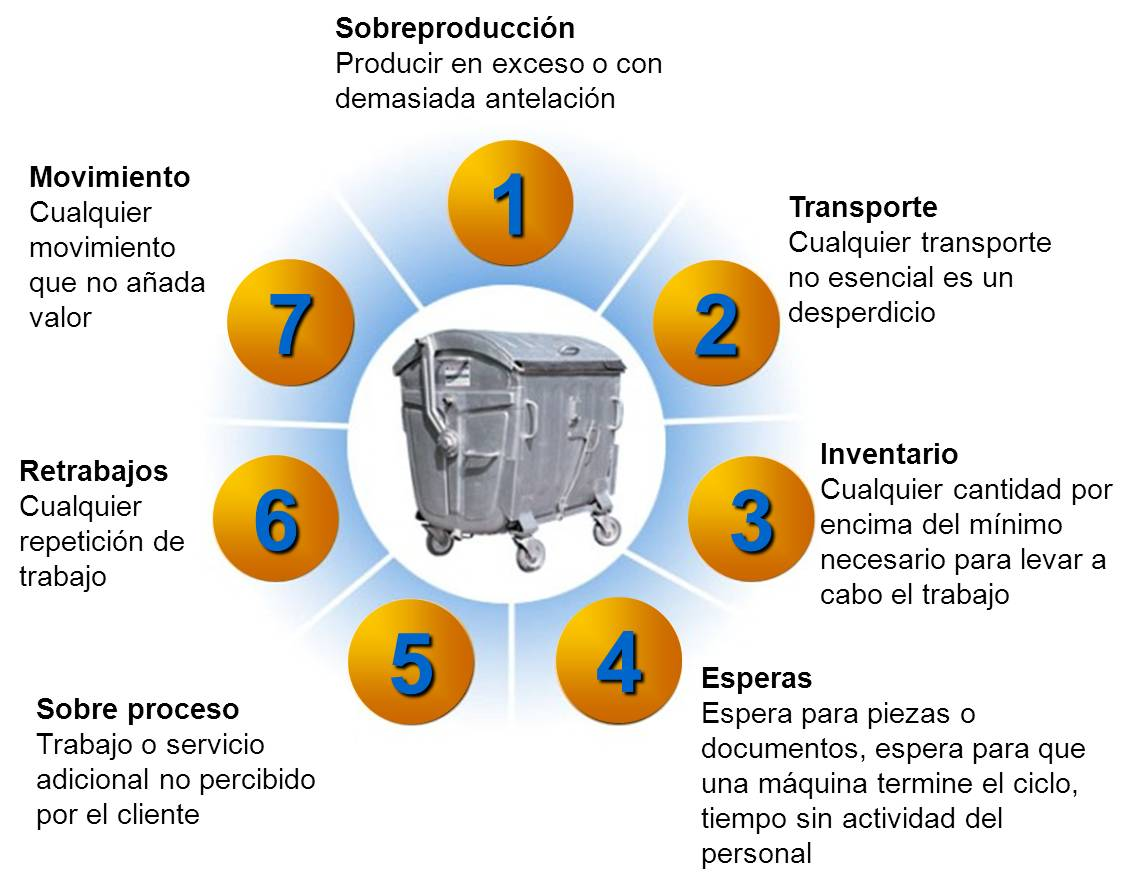 Sobreproducción
Producir en exceso o con
demasiada antelación
1
Transporte
Cualquier transporte
no esencial es un
desperdicio
2
Inventario
Cualquier cantidad por
encima del mínimo
necesario para levar a
cabo el trabajo
3
Esperas
Espera para piezas o
documentos, espera para que
una máquina termine el ciclo,
tiempo sin actividad del
personal
4
Sobre proceso
Trabajo o servicio
adicional no percibido
por el cliente
5
Retrabajos
Cualquier
repetición de
trabajo
6
Movimiento
Cualquier
movimiento
que no añada
valor
7